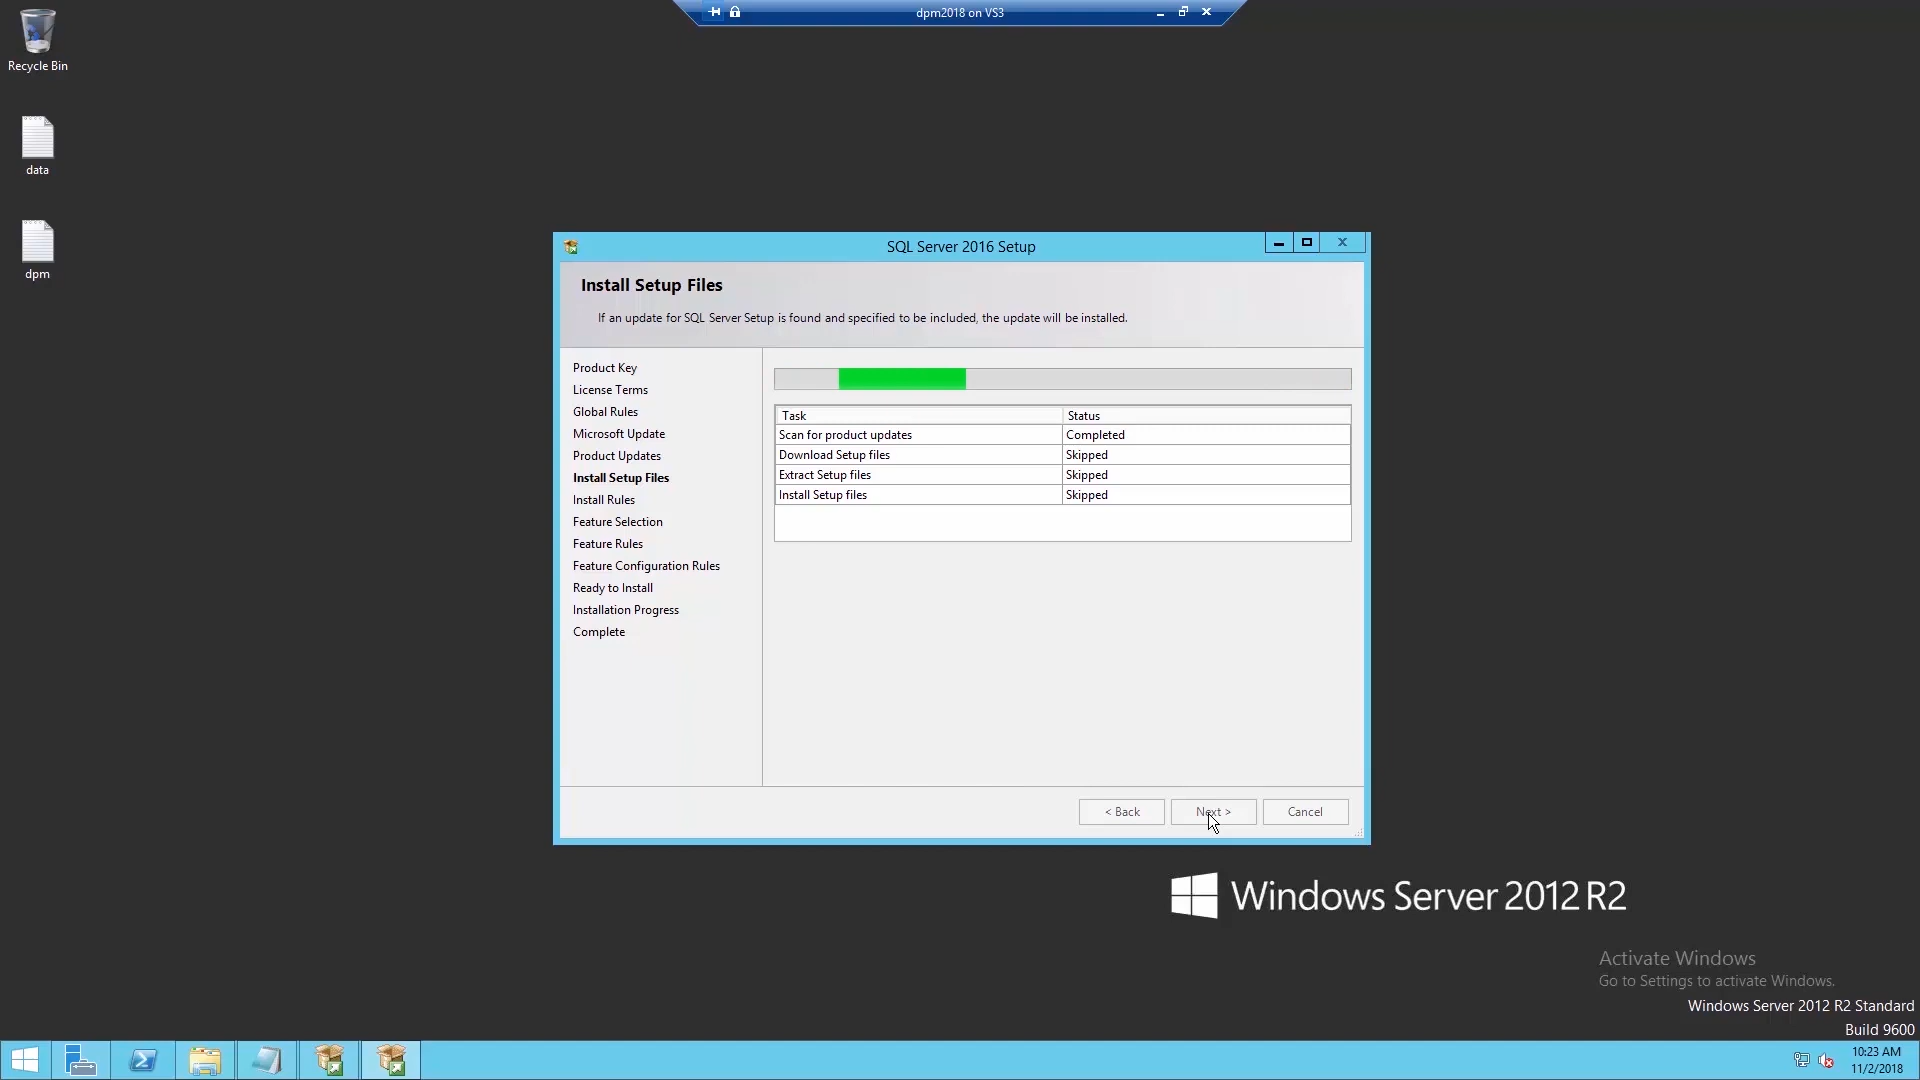 dpm2018 on VS3
Recycle Bin
data
dpm
SQL Server 2016 Setup
Install Setup Files
If an update for SQL Server Setup is found and specified to be included, the update will be installed.
Product Key
License Terms
Global Rules
Microsoft Update
Product Updates
Install Setup Files
Install Rules
Feature Selection
Feature Rules
Feature Configuration Rules
Ready to Install
Installation Progress
Complete
Task Status
Scan for product updates Completed
Download Setup files Skipped
Extract Setup files Skipped
Install Setup files Skipped
< Back Next > Cancel
Windows Server 2012 R2
Activate Windows
Go to Settings to activate Windows.
Windows Server 2012 R2 Standard
Build 9600
10:23 AM
11/2/2018